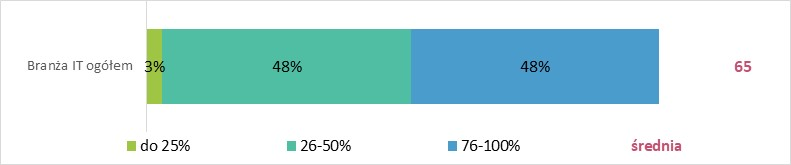 Branża IT ogółem 3% 48% 48% 65
do 25% 26-50% 76-100% średnia